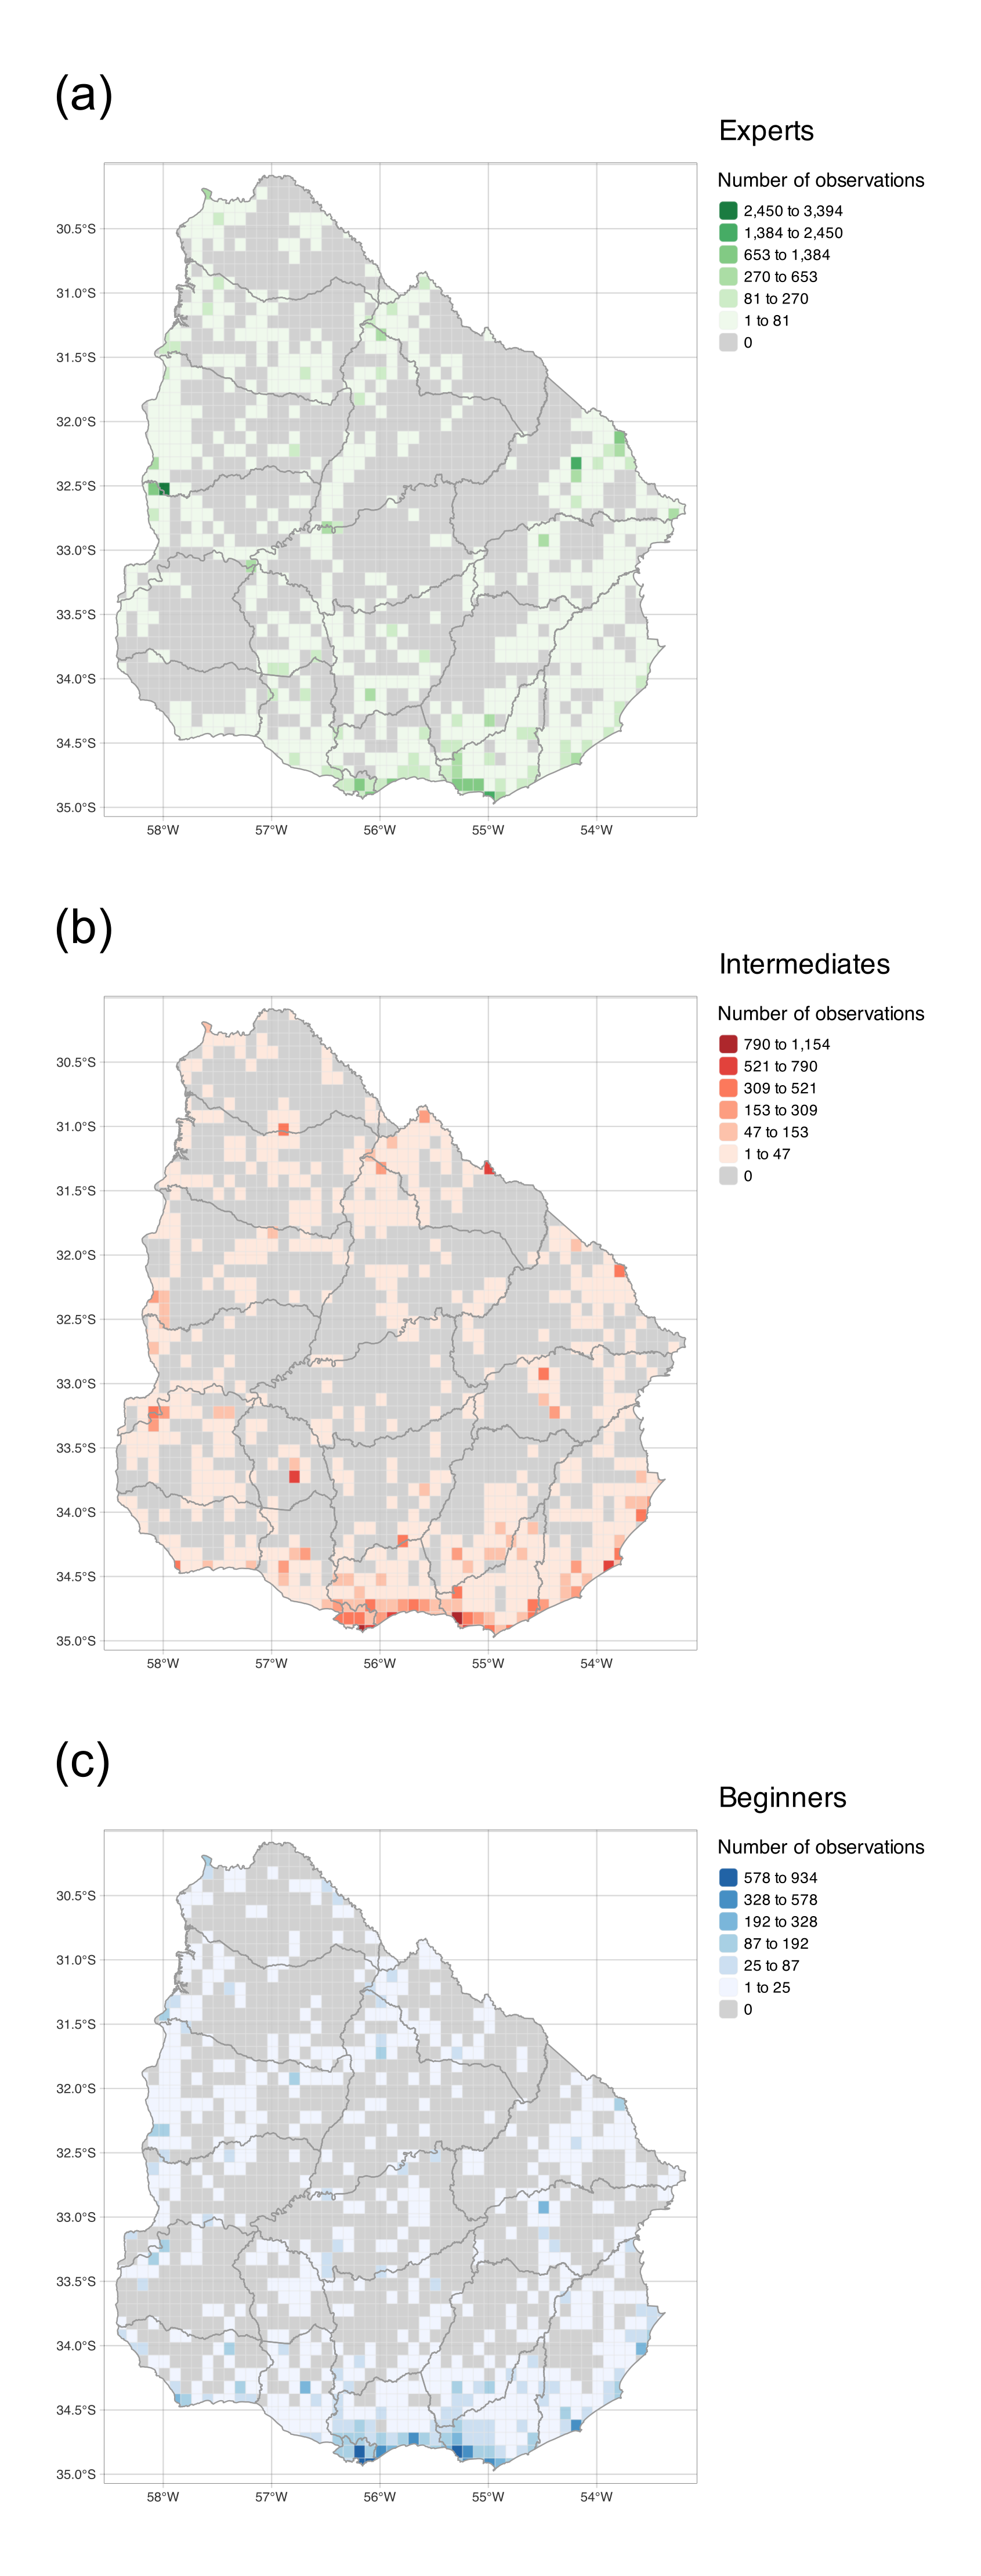 (a)
Experts
Number of observations
2,450 to 3,394
1,384 to 2,450
653 to 1,384
270 to 653
81 to 270
1 to 81
0
30.5°S
31.0°S
31.5°S
32.0°S
32.5°S
33.0°S
33.5°S
34.0°S
34.5°S
35.0°S
58°W 57°W 56°W 55°W 54°W
(b)
Intermediates
Number of observations
790 to 1,154
521 to 790
309 to 521
153 to 309
47 to 153
1 to 47
0
30.5°S
31.0°S
31.5°S
32.0°S
32.5°S
33.0°S
33.5°S
34.0°S
34.5°S
35.0°S
58°W 57°W 56°W 55°W 54°W
(c)
Beginners
Number of observations
578 to 934
328 to 578
192 to 328
87 to 192
25 to 87
1 to 25
0
30.5°S
31.0°S
31.5°S
32.0°S
32.5°S
33.0°S
33.5°S
34.0°S
34.5°S
35.0°S
58°W 57°W 56°W 55°W 54°W